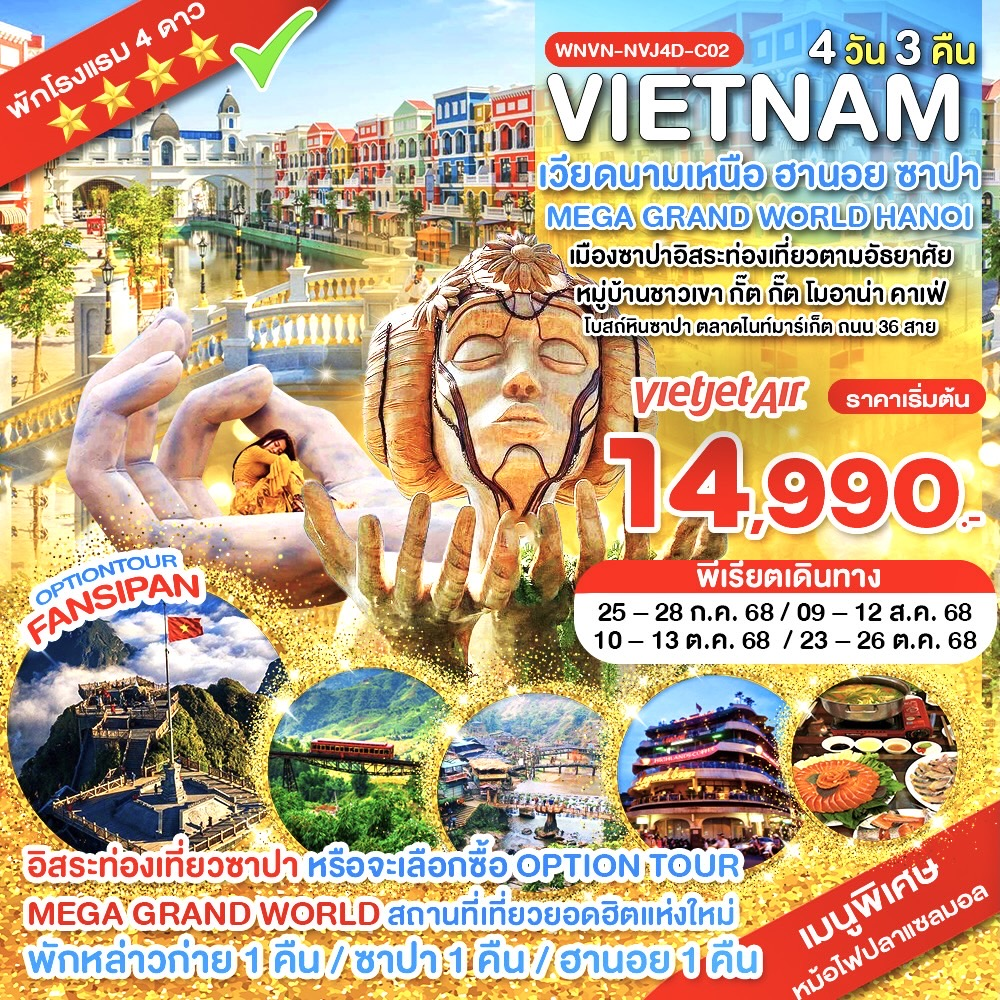 พักโรงแรม 4 ดาว
WNVN-NVJ4D-C02
4 วัน 3 คืน
VIETNAM
เวียดนามเหนือ ฮานอย ซาปา
MEGA GRAND WORLD HANOI
เมืองซาปาอิสระท่องเที่ยวตามอัธยาศัย
หมู่บ้านชาวเขา กั๊ต กั๊ต โมอาน่า คาเฟ่
โบสถ์หินซาปา ตลาดไนท์มาร์เก็ต ถนน 36 สาย
vietjet Air
ราคาเริ่มต้น
14,990.-
พีเรียตเดินทาง
25 – 28 ก.ค. 68 / 09 – 12 ส.ค. 68
10 – 13 ต.ค. 68 / 23 – 26 ต.ค. 68
OPTIONTOUR
FANSIPAN
อิสระท่องเที่ยวซาปา หรือจะเลือกซื้อ OPTION TOUR
MEGA GRAND WORLD สถานที่เที่ยวยอดฮิตแห่งใหม่
พักหล่าวก่าย 1 คืน / ซาปา 1 คืน / ฮานอย 1 คืน
เมนูพิเศษ
หม้อไฟปลาแซลมอล